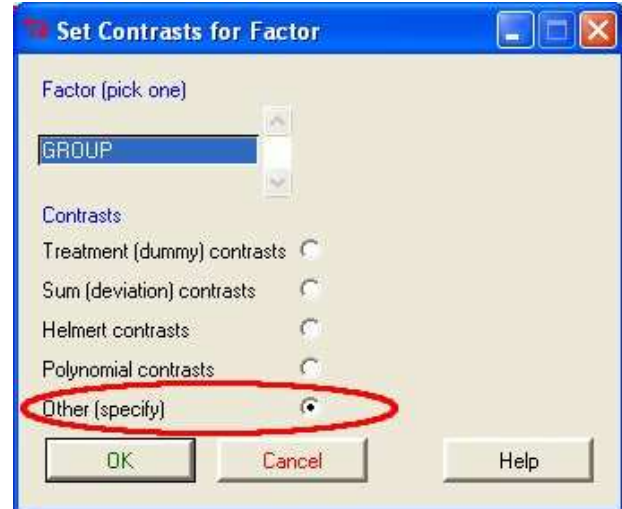 Set Contrasts for Factor
Factor (pick one)
GROUP
Contrasts
Treatment (dummy) contrasts
Sum (deviation) contrasts
Helmert contrasts
Polynomial contrasts
Other (specify)
OK Cancel Help